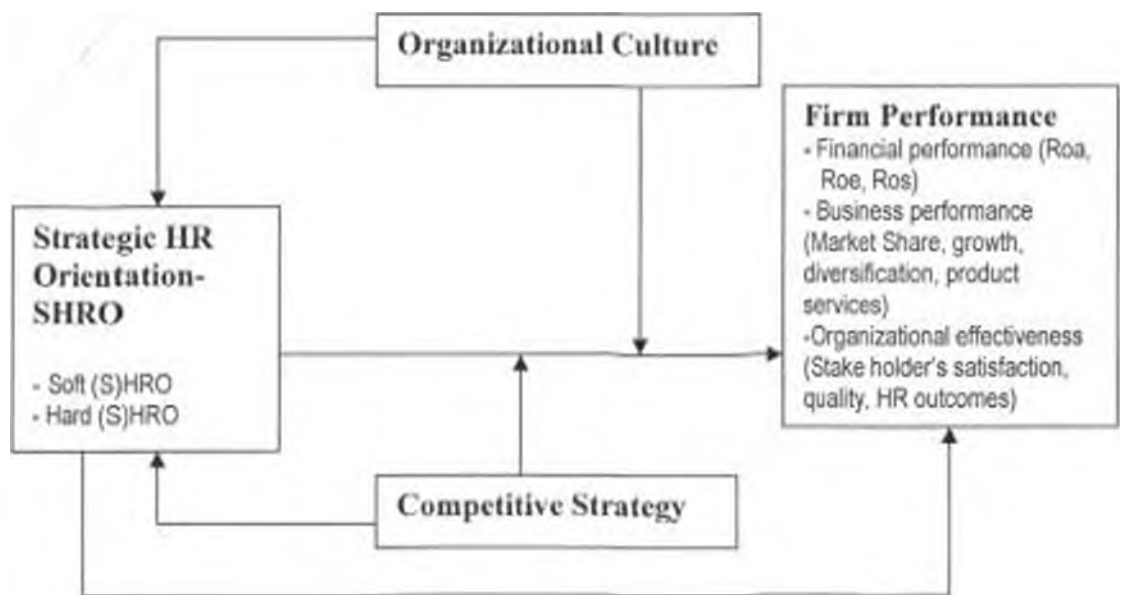 Organizational Culture
Firm Performance
- Financial performance (Roa,
Roe, Ros)
- Business performance
(Market Share, growth,
diversification, product
services)
-Organizational effectiveness
(Stake holder's satisfaction,
quality, HR outcomes)
Strategic HR
Orientation-
SHRO
- Soft (S)HRO
- Hard (S)HRO
Competitive Strategy